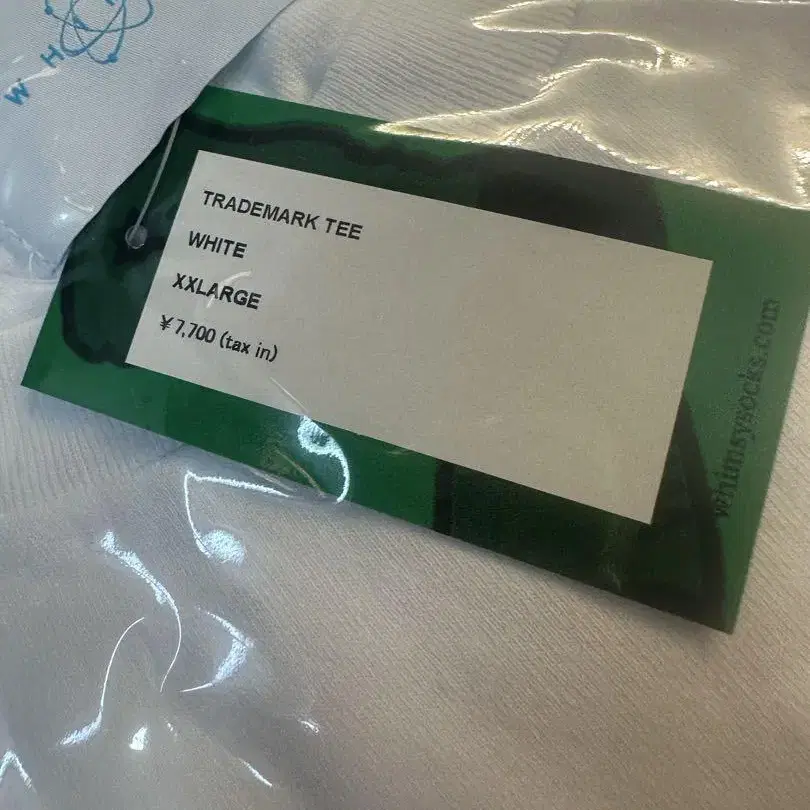 W H
TRADEMARK TEE
WHITE
XXLARGE
¥7,700 (tax in)
whimsysocks.com